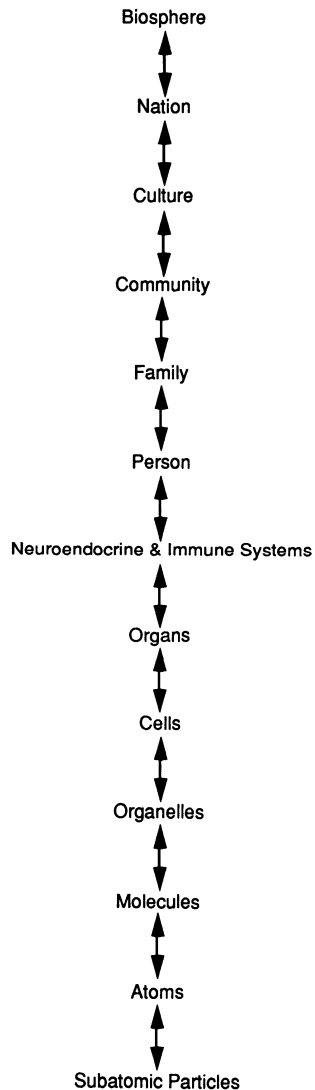 Biosphere
Nation
Culture
Community
Family
Person
Neuroendocrine & Immune Systems
Organs
Cells
Organelles
Molecules
Atoms
Subatomic Particles